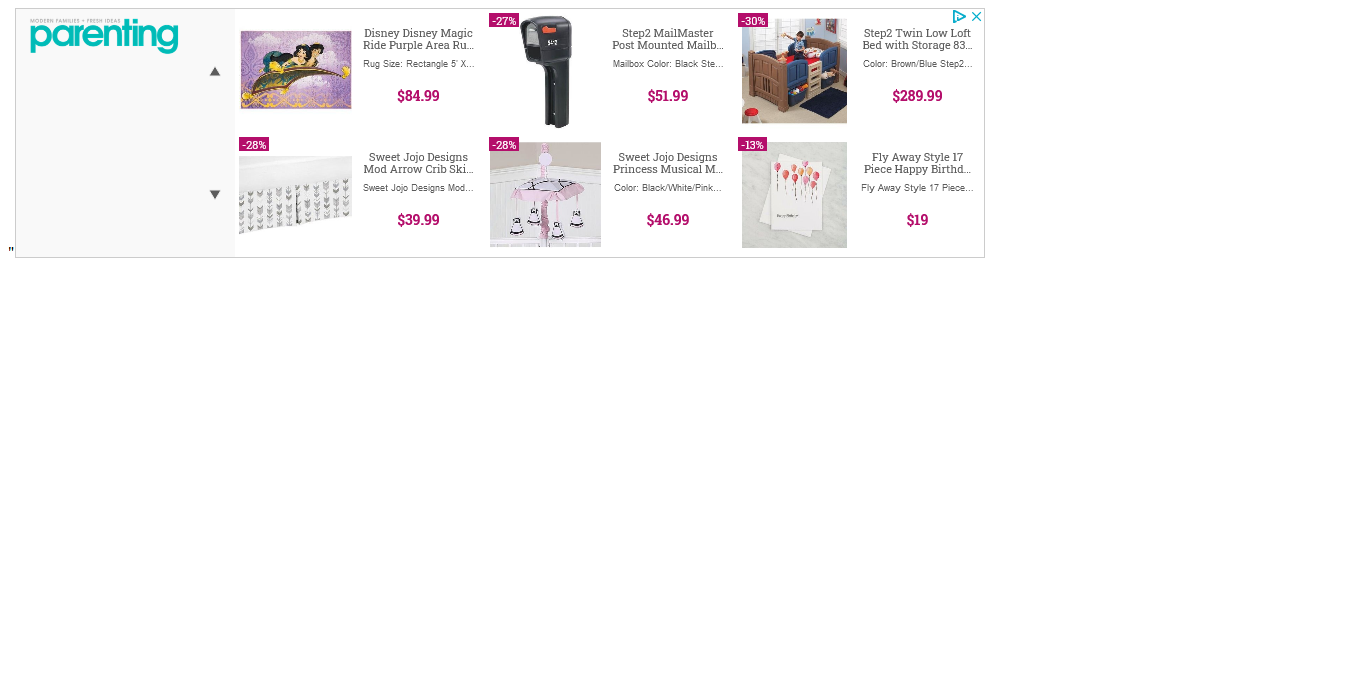 MODERN FAMILIES + FRESH IDEAS
parenting
Disney Disney Magic
Ride Purple Area Ru...
Rug Size: Rectangle 5' X...
$84.99
-27%
Step2 MailMaster
Post Mounted Mailb...
Mailbox Color: Black Ste...
$51.99
-30%
Step2 Twin Low Loft
Bed with Storage 83...
Color: Brown/Blue Step2...
$289.99
-28%
Sweet Jojo Designs
Mod Arrow Crib Ski...
Sweet Jojo Designs Mod...
$39.99
-28%
Sweet Jojo Designs
Princess Musical M...
Color: Black/White/Pink...
$46.99
-13%
Fly Away Style 17
Piece Happy Birthd...
Fly Away Style 17 Piece...
$19
"